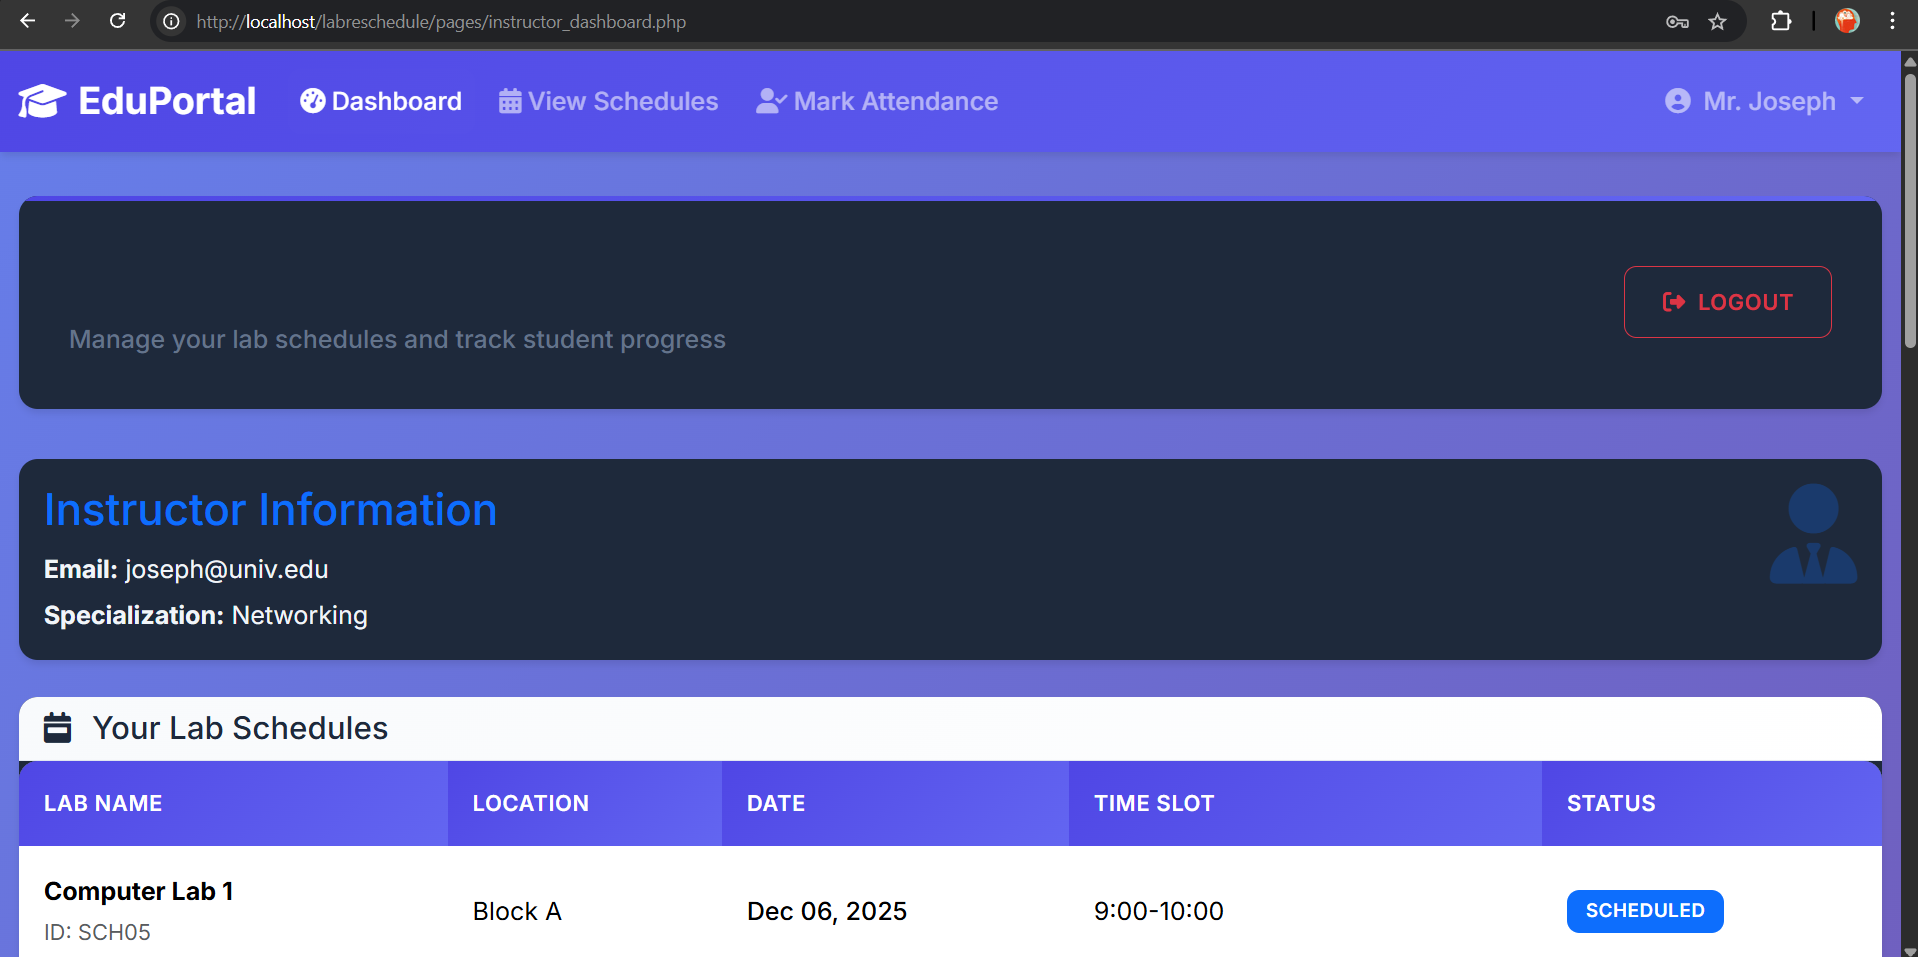 http://localhost/labreschedule/pages/instructor_dashboard.php
EduPortal Dashboard View Schedules Mark Attendance Mr. Joseph
LOGOUT
Manage your lab schedules and track student progress
Instructor Information
Email: joseph@univ.edu
Specialization: Networking
Your Lab Schedules
LAB NAME LOCATION DATE TIME SLOT STATUS
Computer Lab 1 Block A Dec 06, 2025 9:00-10:00 SCHEDULED
ID: SCH05